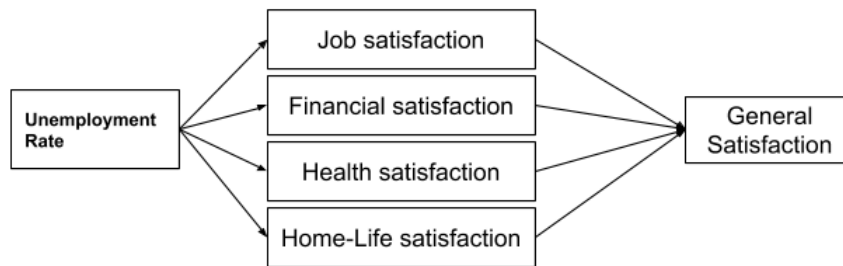 Job satisfaction
Financial satisfaction
Unemployment
Rate
General
Satisfaction
Health satisfaction
Home-Life satisfaction